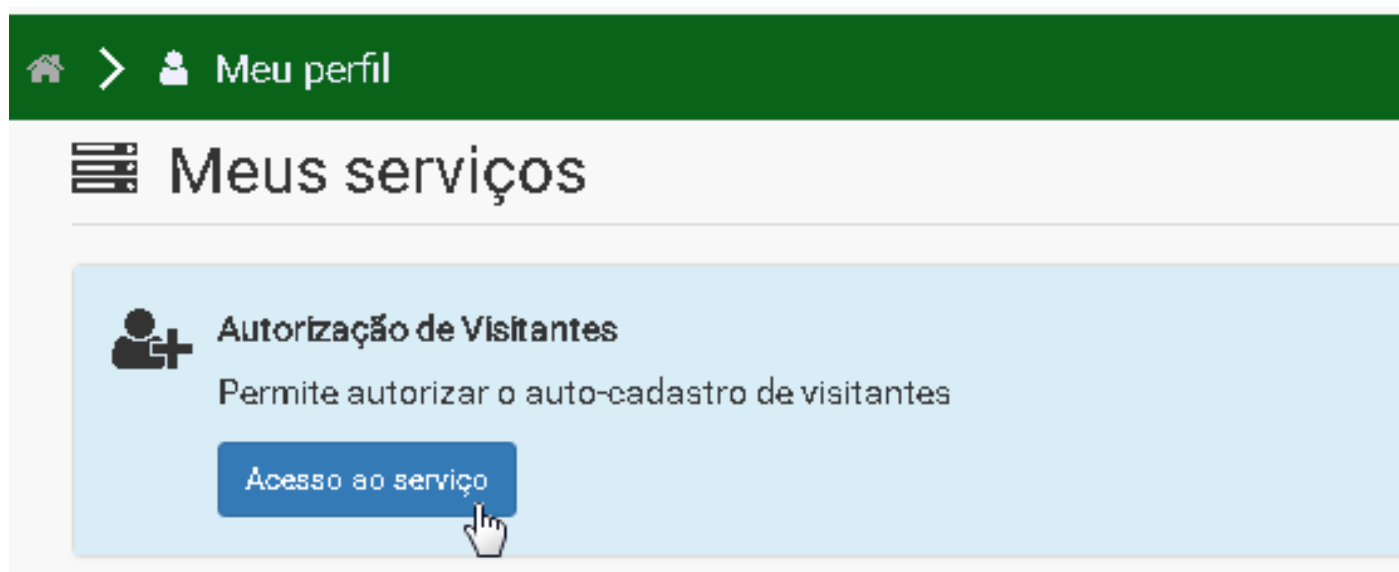 Meu perfil
Meus serviços
Autorização de Visitantes
Permite autorizar o auto-cadastro de visitantes
Acesso ao serviço